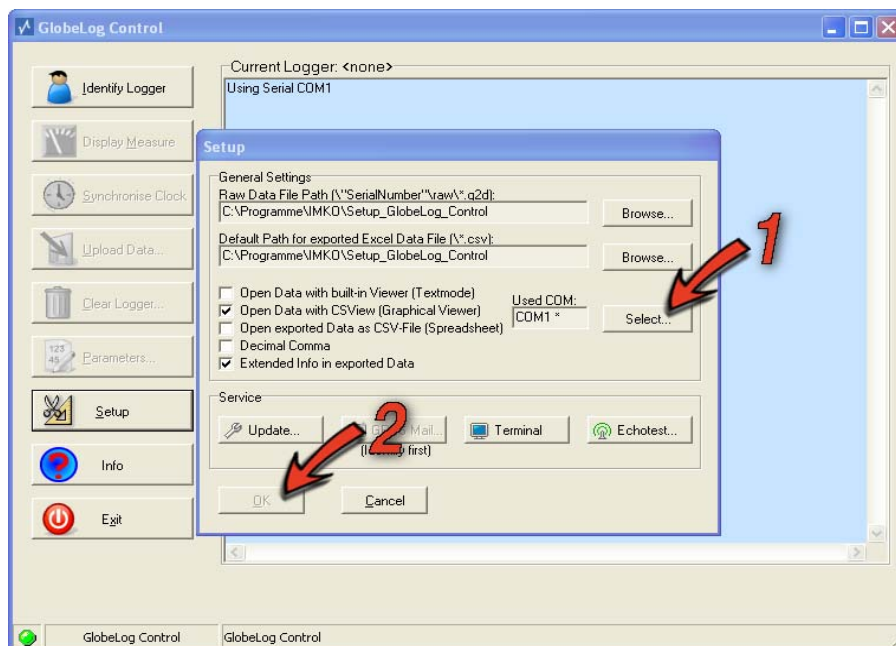 GlobeLog Control
Identify Logger
Display Measure
Synchronise Clock
Upload Data...
Clear Logger...
123
45
Parameters...
Setup
Info
Exit
Current Logger: <none>
Using Serial COM1
Setup
General Settings
Raw Data File Path (\"SerialNumber"\raw\*.g2d):
C:\Programme\IMKO\Setup_GlobeLog_Control
Browse...
Default Path for exported Excel Data File (\*.csv):
C:\Programme\IMKO\Setup_GlobeLog_Control
Browse...
Open Data with built-in Viewer (Textmode)
Open Data with CSView (Graphical Viewer)
Open exported Data as CSV-File (Spreadsheet)
Decimal Comma
Extended Info in exported Data
Used COM:
COM1 *
Select...
1
Service
Update...
Mail...
(Identify first)
Terminal
Echotest...
2
OK
Cancel
GlobeLog Control
GlobeLog Control